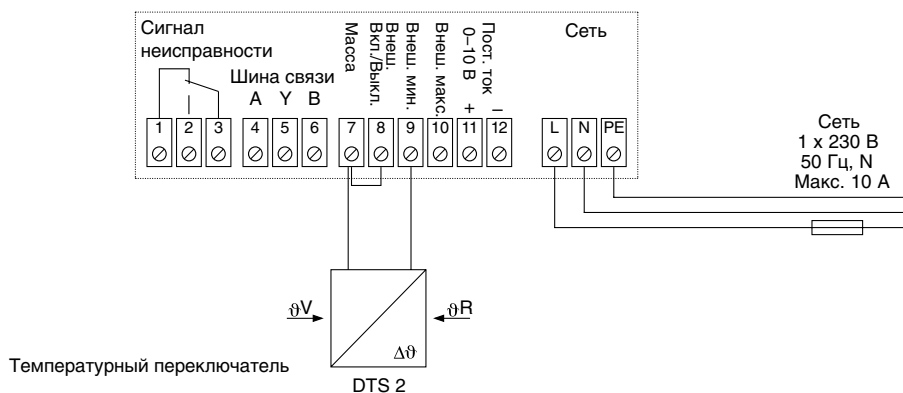 Сигнал
неисправности
Шина связи
A Y B
Масса
Внеш.
Вкл./Выкл.
Внеш. мин.
Внеш. макс.
0–10 В
Пост. ток
+ –
Сеть
1 2 3 4 5 6 7 8 9 10 11 12 L N PE
Сеть
1 x 230 В
50 Гц, N
Макс. 10 А
ϑV
ϑR
Δϑ
Температурный переключатель
DTS 2